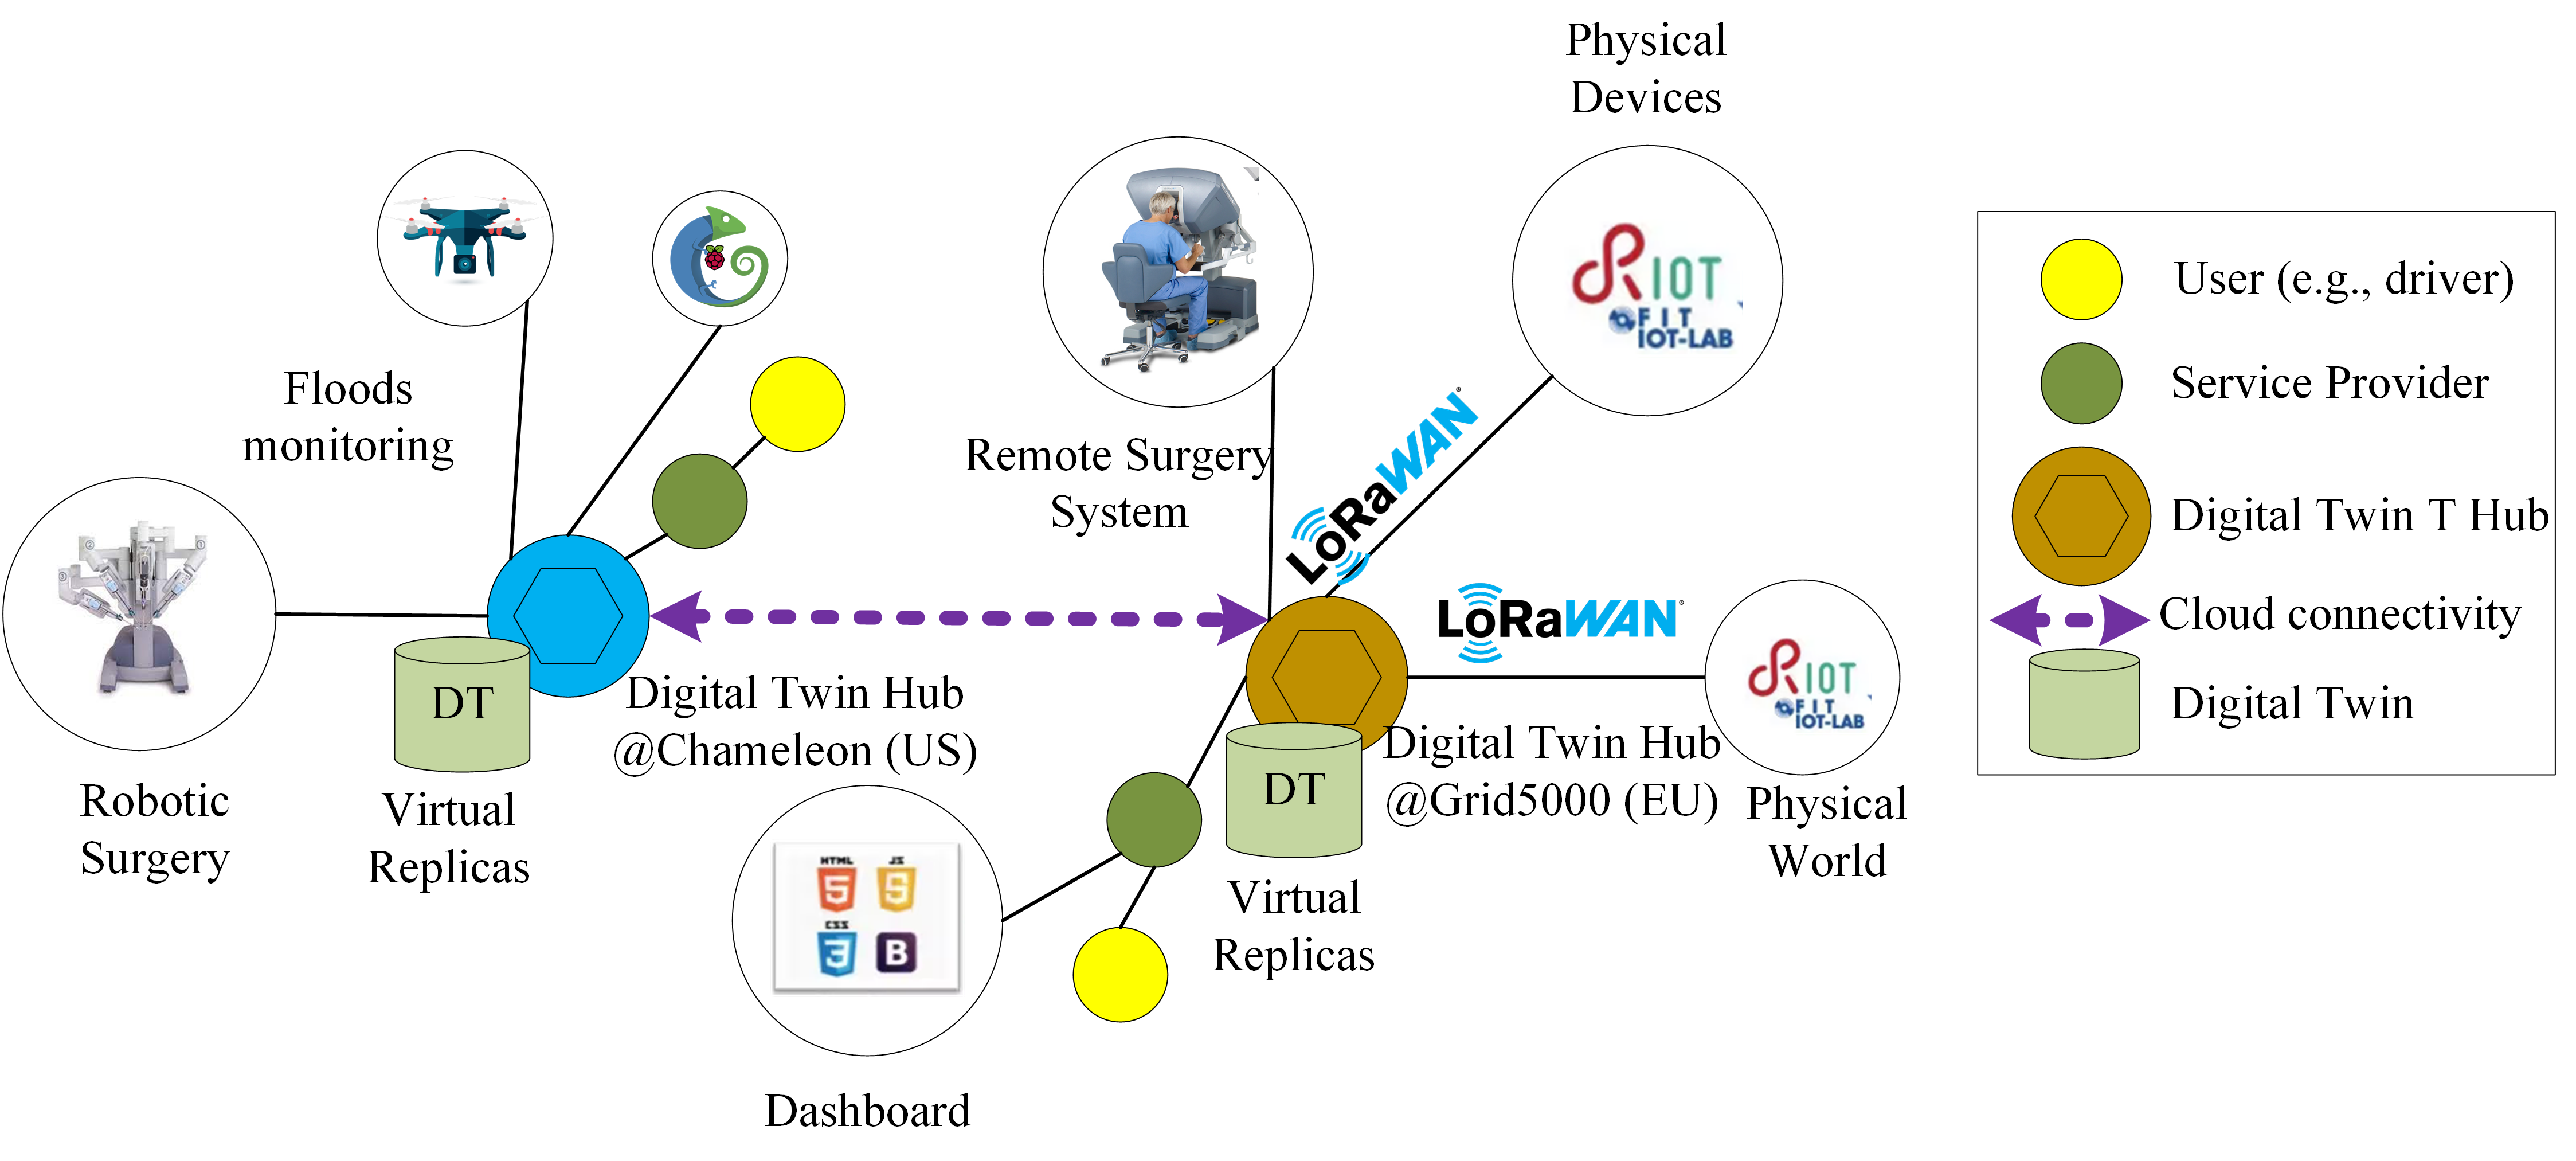 Physical
Devices
RIOT
FIT
IOT-LAB
Floods
monitoring
Remote Surgery
System
LoRaWAN
LoRaWAN
RIOT
FIT
IOT-LAB
DT
Digital Twin Hub
@Chameleon (US)
Robotic
Surgery
Virtual
Replicas
DT
Digital Twin Hub
@Grid5000 (EU)
Physical
World
Virtual
Replicas
HTML
JS
5
5
CSS
3
B
Dashboard
User (e.g., driver)
Service Provider
Digital Twin T Hub
Cloud connectivity
Digital Twin